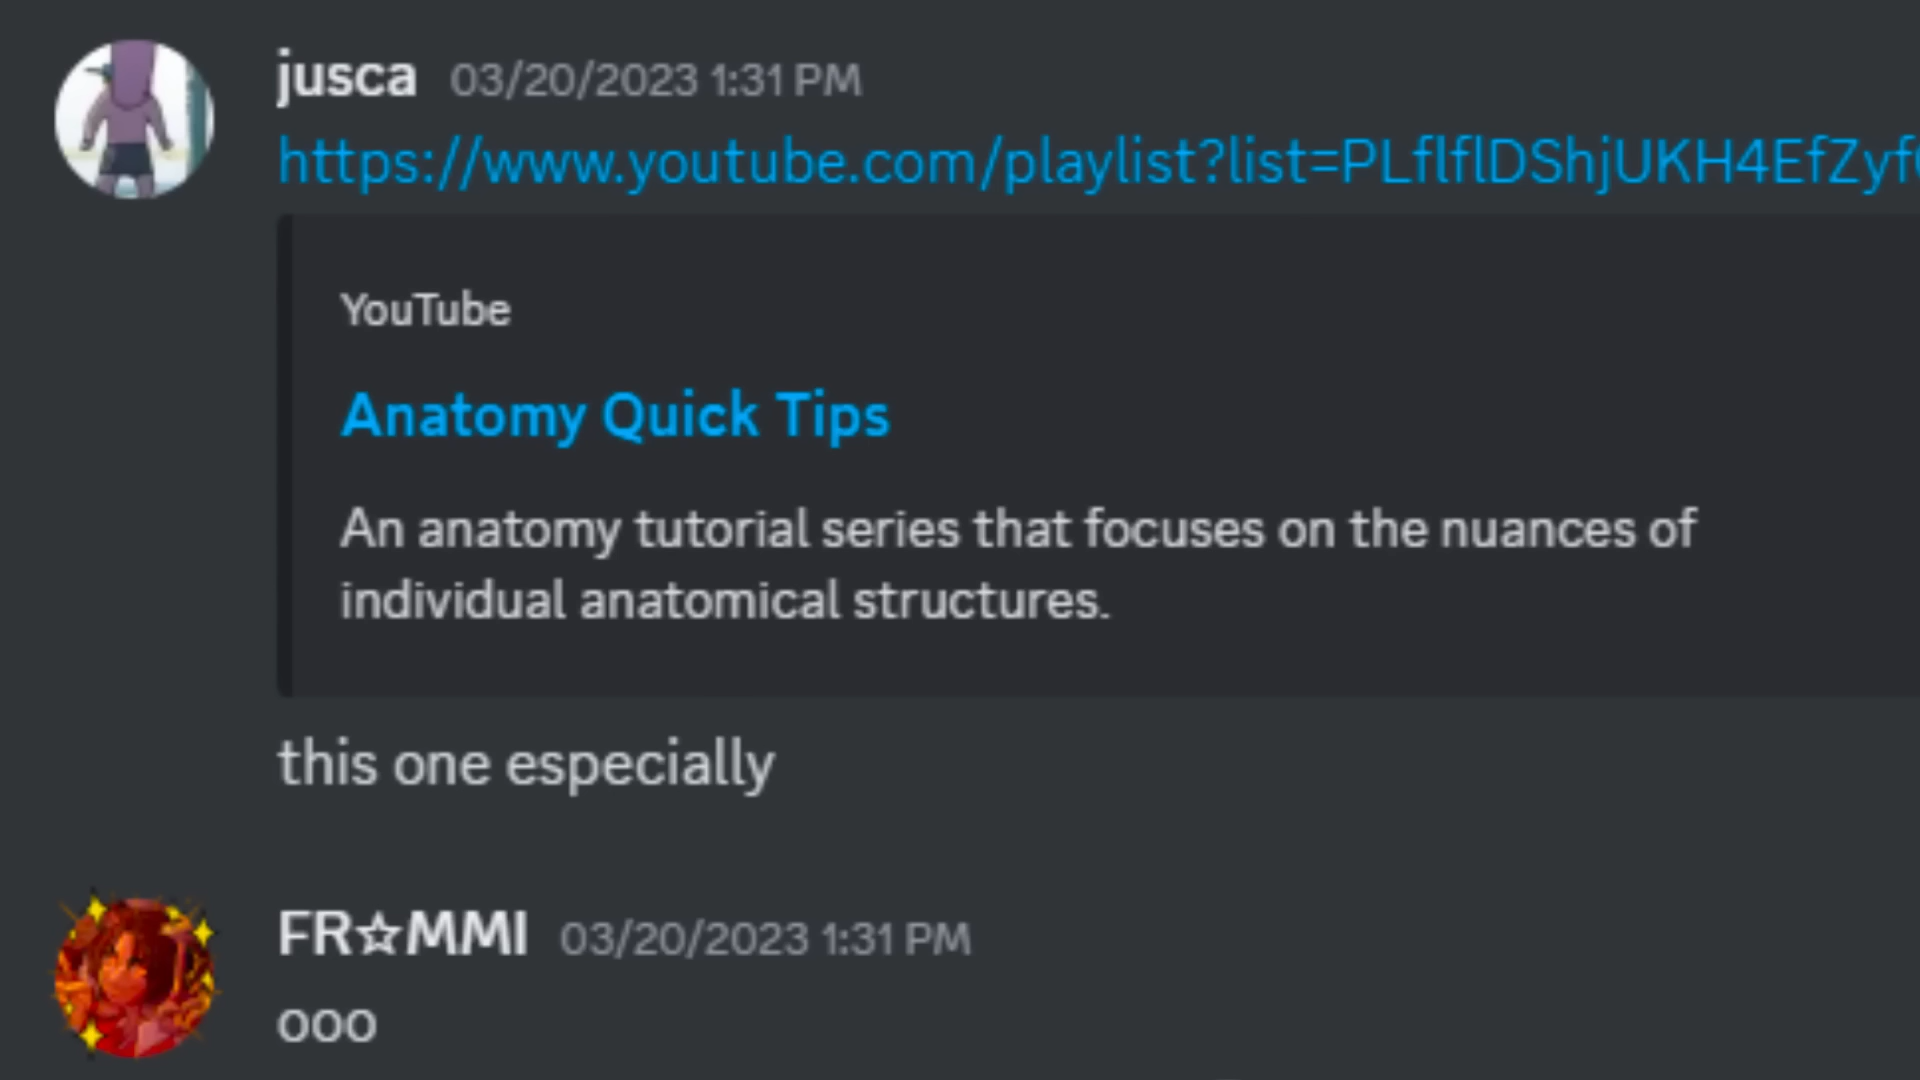 jusca 03/20/2023 1:31 PM
https://www.youtube.com/playlist?list=PLflflDShjUKH4EfZyf
YouTube
Anatomy Quick Tips
An anatomy tutorial series that focuses on the nuances of
individual anatomical structures.
this one especially
FR☆MMI 03/20/2023 1:31 PM
ooo